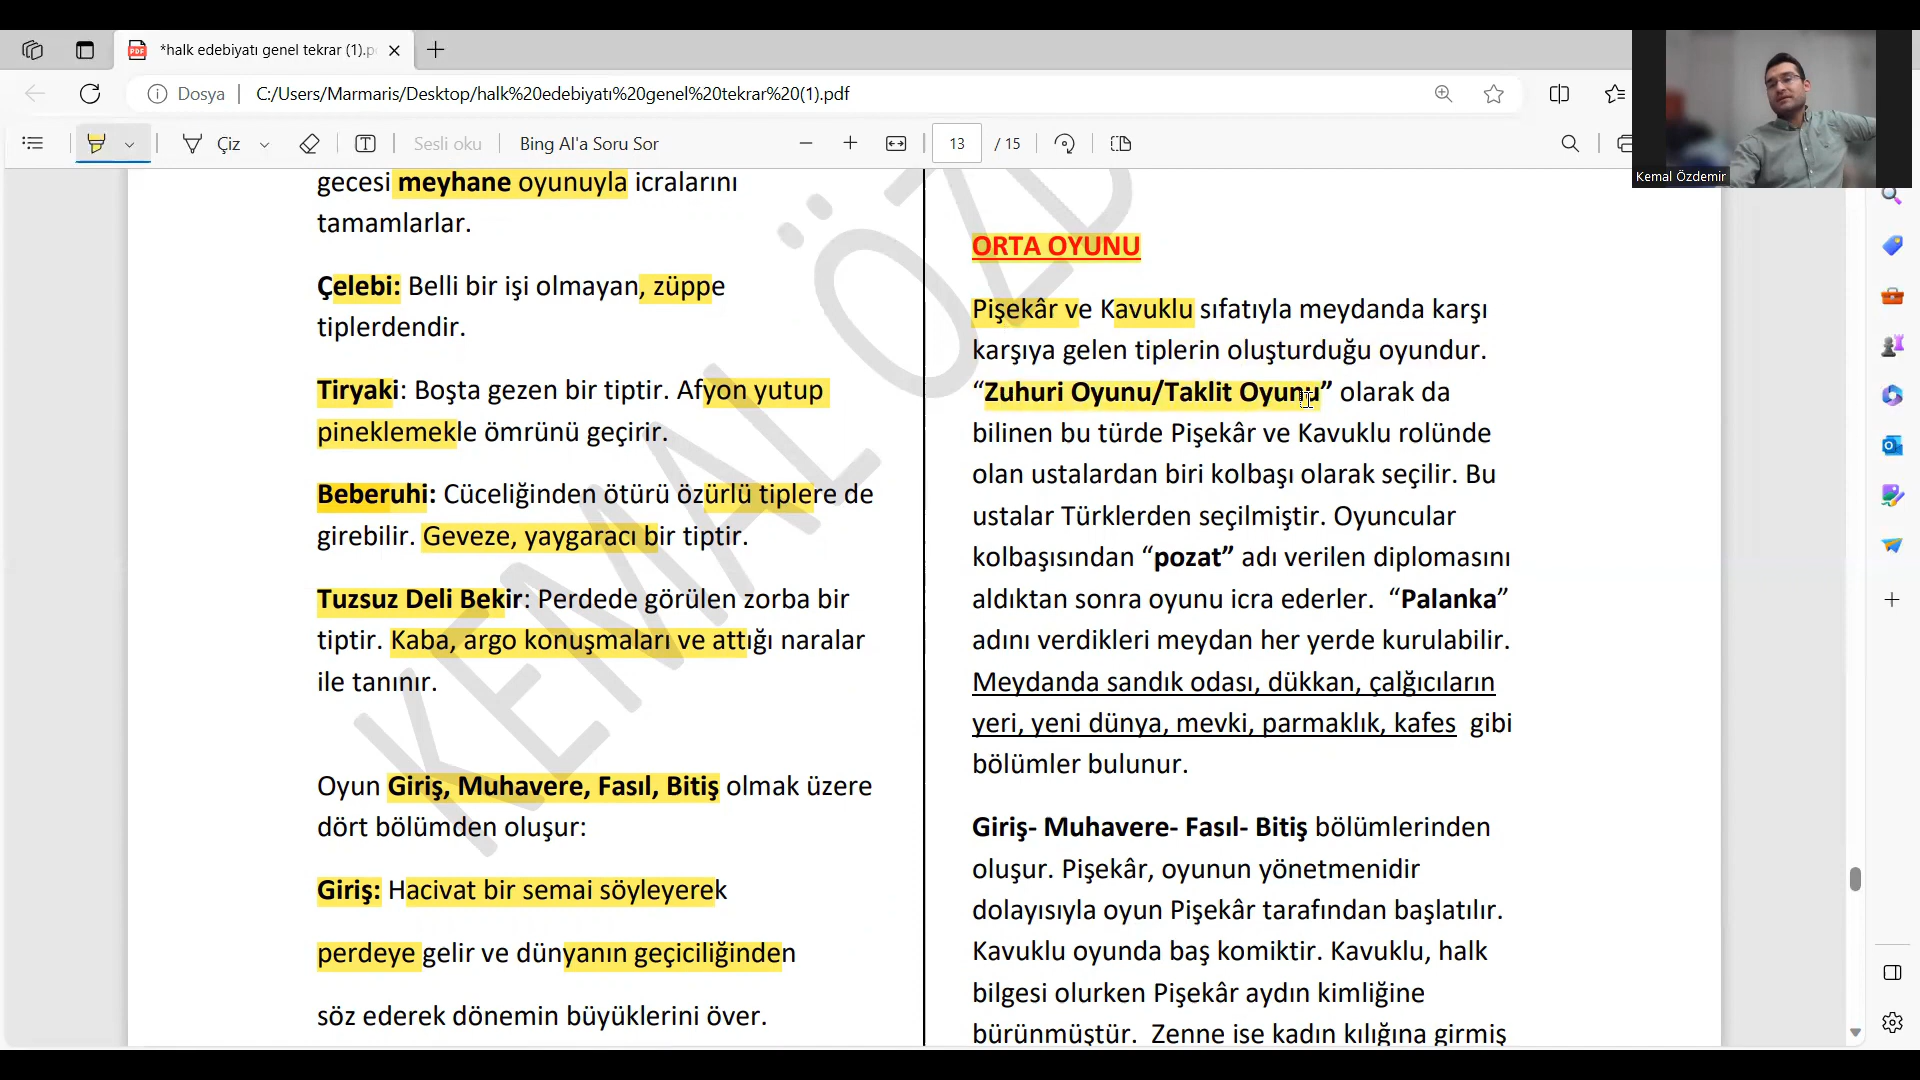 *halk edebiyatı genel tekrar (1).p
Dosya
C:/Users/Marmaris/Desktop/halk%20edebiyatı%20genel%20tekrar%20(1).pdf
Çiz
Sesli oku
Bing AI'a Soru Sor
13
/ 15
Kemal Özdemir
gecesi meyhane oyunuyla icralarını
tamamlarlar.
Çelebi: Belli bir işi olmayan, züppe
tiplerdendir.
Tiryaki: Boşta gezen bir tiptir. Afyon yutup
pineklemekle ömrünü geçirir.
Beberuhi: Cüceliğinden ötürü özürlü tiplere de
girebilir. Geveze, yaygaracı bir tiptir.
Tuzsuz Deli Bekir: Perdede görülen zorba bir
tiptir. Kaba, argo konuşmaları ve attığı naralar
ile tanınır.
Oyun Giriş, Muhavere, Fasıl, Bitiş olmak üzere
dört bölümden oluşur:
Giriş: Hacivat bir semai söyleyerek
perdeye gelir ve dünyanın geçiciliğinden
söz ederek dönemin büyüklerini över.
ORTA OYUNU
Pişekâr ve Kavuklu sıfatıyla meydanda karşı
karşıya gelen tiplerin oluşturduğu oyundur.
“Zuhuri Oyunu/Taklit Oyunu” olarak da
bilinen bu türde Pişekâr ve Kavuklu rolünde
olan ustalardan biri kolbaşı olarak seçilir. Bu
ustalar Türklerden seçilmiştir. Oyuncular
kolbaşısından “pozat” adı verilen diplomasını
aldıktan sonra oyunu icra ederler. “Palanka”
adını verdikleri meydan her yerde kurulabilir.
Meydanda sandık odası, dükkan, çalğıcıların
yeri, yeni dünya, mevki, parmaklık, kafes gibi
bölümler bulunur.
Giriş- Muhavere- Fasıl- Bitiş bölümlerinden
oluşur. Pişekâr, oyunun yönetmenidir
dolayısıyla oyun Pişekâr tarafından başlatılır.
Kavuklu oyunda baş komiktir. Kavuklu, halk
bilgesi olurken Pişekâr aydın kimliğine
bürünmüştür. Zenne ise kadın kılığına girmiş
KEMAL ÖZD